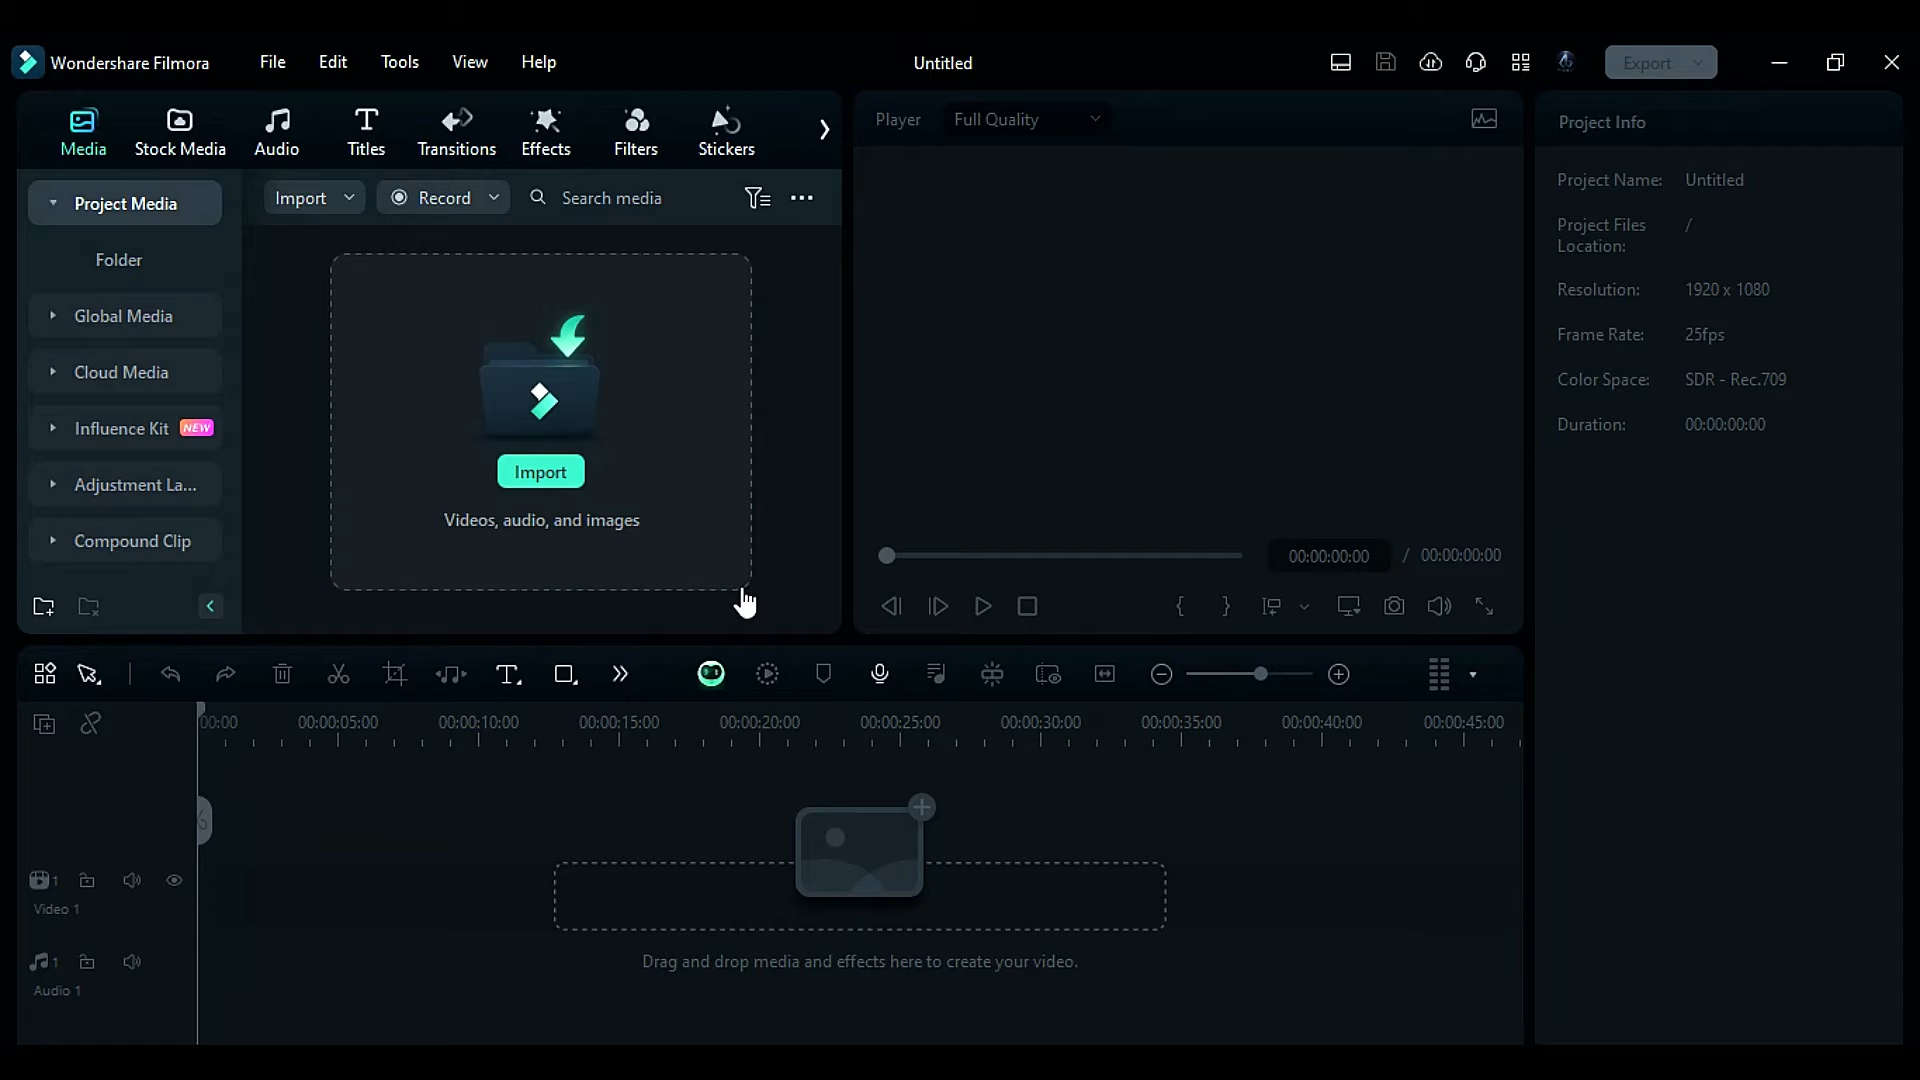 Wondershare Filmora
File Edit Tools View Help
Untitled
Export
Media Stock Media Audio Titles Transitions Effects Filters Stickers
Project Media
Folder
Global Media
Cloud Media
Influence Kit NEW
Adjustment La...
Compound Clip
Import Record Search media
Import
Videos, audio, and images
Player Full Quality
00:00:00:00 / 00:00:00:00
Project Info
Project Name: Untitled
Project Files /
Location:
Resolution: 1920 x 1080
Frame Rate: 25fps
Color Space: SDR - Rec.709
Duration: 00:00:00:00
00:00 00:00:05:00 00:00:10:00 00:00:15:00 00:00:20:00 00:00:25:00 00:00:30:00 00:00:35:00 00:00:40:00 00:00:45:00
1
Video 1
1
Audio 1
Drag and drop media and effects here to create your video.